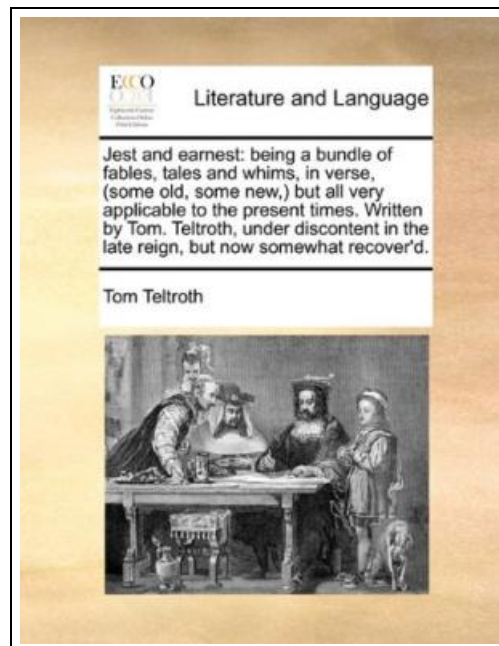 ECCO
Literature and Language
Jest and earnest: being a bundle of
fables, tales and whims, in verse,
(some old, some new,) but all very
applicable to the present times. Written
by Tom. Teltroth, under discontent in the
late reign, but now somewhat recover'd.
Tom Teltroth